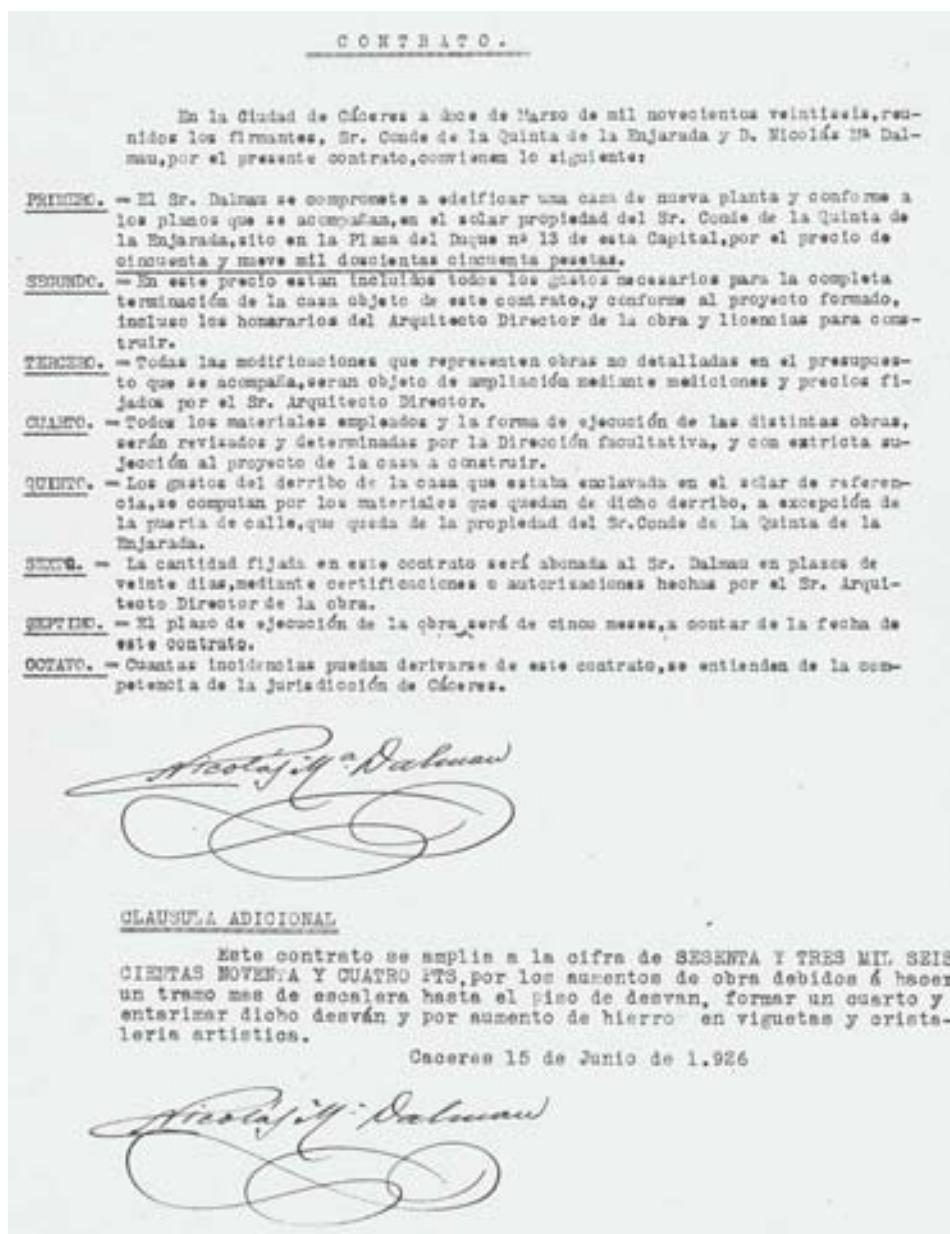 CONTRATO.
En la Ciudad de Cáceres a doce de Marzo de mil novecientos veintiseis,reu-
nidos los firmantes, Sr. Conde de la Quinta de la Enjarada y D. Nicolás Mª Dal-
mau,por el presente contrato,convienen lo siguiente:
PRIMERO. - El Sr. Dalmau se compromete a edificar una casa de nueva planta y conforme a
los planos que se acompañan,en el solar propiedad del Sr. Conde de la Quinta de
la Enjarada,sito en la Plaza del Duque nº 13 de esta Capital,por el precio de
cincuenta y nueve mil doscientas cincuenta pesetas.
SEGUNDO. - En este precio estan incluidos todos los gastos necesarios para la completa
terminación de la casa objeto de este contrato,y conforme al proyecto formado,
incluso los honararios del Arquitecto Director de la obra y licencias para cons-
truir.
TERCERO. - Todas las modificaciones que representen obras no detalladas en el presupues-
to que se acompaña,seran objeto de ampliación mediante mediciones y precios fi-
jados por el Sr. Arquitecto Director.
CUARTO. - Todos los materiales empleados y la forma de ejecución de las distintas obras,
serán revisados y determinadas por la Dirección facultativa, y con estricta su-
jección al proyecto de la casa a construir.
QUINTO. - Los gastos del derribo de la casa que estaba enclavada en el solar de referen-
cia,se computan por los materiales que quedan de dicho derribo, a excepción de
la puerta de calle,que queda de la propiedad del Sr.Conde de la Quinta de la
Enjarada.
SEXTO. - La cantidad fijada en este contrato será abonada al Sr. Dalmau en plazos de
veinte dias,mediante certificaciones o autorizaciones hechas por el Sr. Arqui-
tecto Director de la obra.
SEPTIMO. - El plazo de ejecución de la obra será de cinco meses,a contar de la fecha de
este contrato.
OCTAVO. - Cuantas incidencias puedan derivarse de este contrato,se entienden de la com-
petencia de la jurisdicción de Cáceres.
Nicolás Mª. Dalmau
CLAUSULA ADICIONAL
Este contrato se amplia a la cifra de SESENTA Y TRES MIL SEIS
CIENTAS NOVENTA Y CUATRO PTS,por los aumentos de obra debidos á hacer
un tramo mas de escalera hasta el piso de desvan, formar un cuarto y
entarimar dicho desván y por aumento de hierro en viguetas y crista-
leria artistica.
Caceres 15 de Junio de 1.926
Nicolás Mª Dalmau